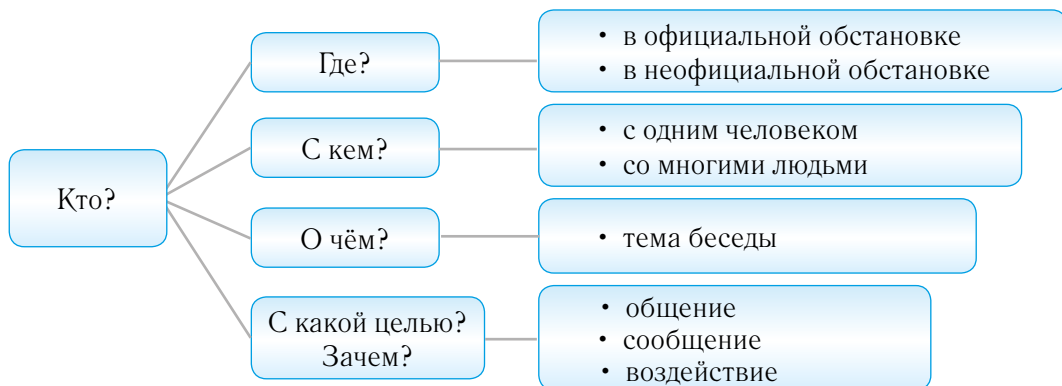 Кто?
Где?
• в официальной обстановке
• в неофициальной обстановке
С кем?
• с одним человеком
• со многими людьми
О чём?
• тема беседы
С какой целью?
Зачем?
• общение
• сообщение
• воздействие